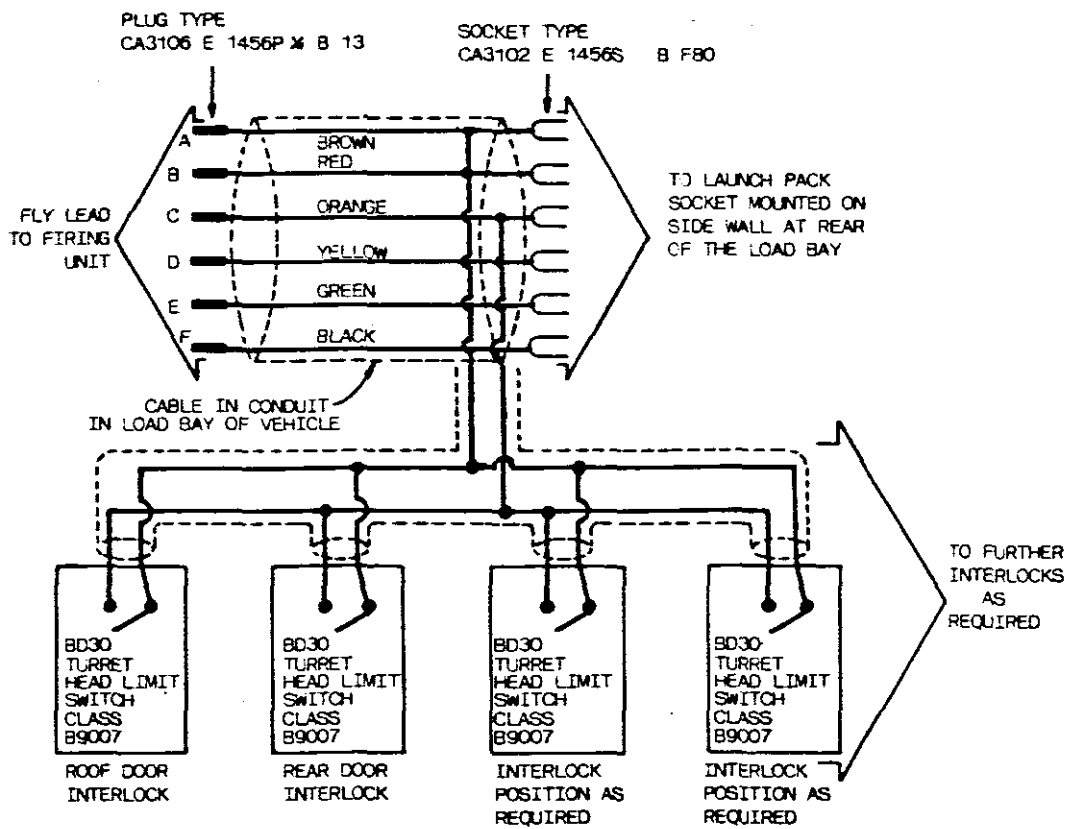 PLUG TYPE
CA3106 E 1456P B 13
SOCKET TYPE
CA3102 E 1456S B F80
A
BROWN
RED
B
C
ORANGE
D
YELLOW
E
GREEN
F
BLACK
FLY LEAD
TO FIRING
UNIT
TO LAUNCH PACK
SOCKET MOUNTED ON
SIDE WALL AT REAR
OF THE LOAD BAY
CABLE IN CONDUIT
IN LOAD BAY OF VEHICLE
TO FURTHER
INTERLOCKS
AS
REQUIRED
BD30
TURRET
HEAD LIMIT
SWITCH
CLASS
B9007
ROOF DOOR
INTERLOCK
BD30
TURRET
HEAD LIMIT
SWITCH
CLASS
B9007
REAR DOOR
INTERLOCK
BD30
TURRET
HEAD LIMIT
SWITCH
CLASS
B9007
INTERLOCK
POSITION AS
REQUIRED
BD30
TURRET
HEAD LIMIT
SWITCH
CLASS
B9007
INTERLOCK
POSITION AS
REQUIRED